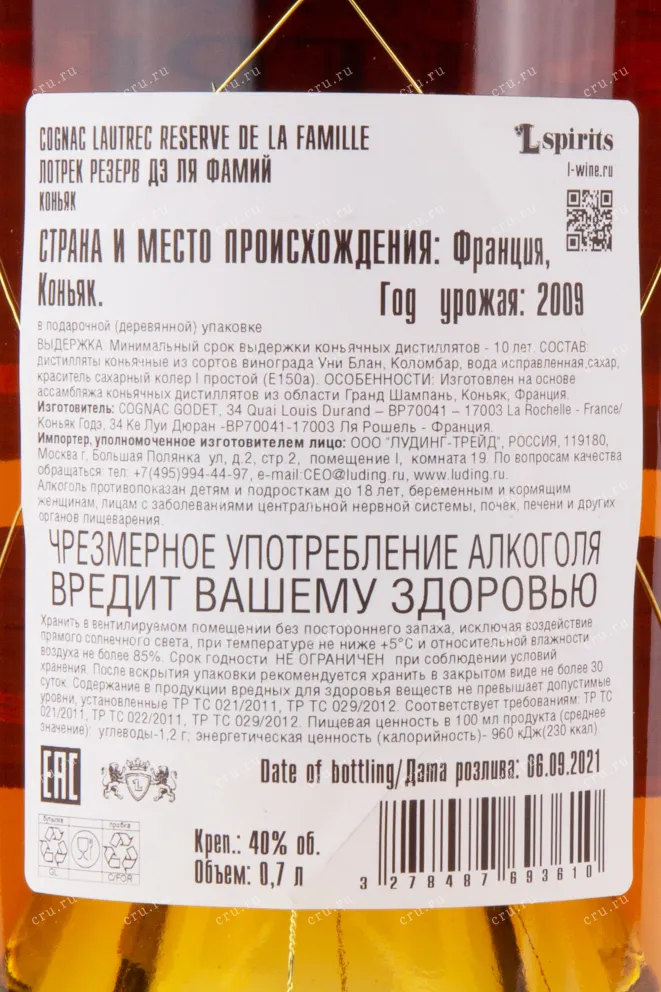 COGNAC LAUTREC RESERVE DE LA FAMILLE
ЛОТРЕК РЕЗЕРВ ДЭ ЛЯ ФАМИЙ
КОНЬЯК
L spirits
l-wine.ru
СТРАНА И МЕСТО ПРОИСХОЖДЕНИЯ: Франция,
Коньяк.
Год урожая: 2009
в подарочной (деревянной) упаковке
ВЫДЕРЖКА. Минимальный срок выдержки коньячных дистиллятов - 10 лет. СОСТАВ:
дистилляты коньячные из сортов винограда Уни Блан, Коломбар, вода исправленная,сахар,
краситель сахарный колер I простой (E150a). ОСОБЕННОСТИ: Изготовлен на основе
ассамбляжа коньячных дистиллятов из области Гранд Шампань, Коньяк, Франция.
Изготовитель: COGNAC GODET, 34 Quai Louis Durand – BP70041 – 17003 La Rochelle - France/
Коньяк Годэ, 34 Ке Луи Дюран -BP70041-17003 Ля Рошель - Франция.
Импортер, уполномоченное изготовителем лицо: ООО "ЛУДИНГ-ТРЕЙД", РОССИЯ, 119180,
Москва г, Большая Полянка ул, д.2, стр.2, помещение I, комната 19. По вопросам качества
обращаться: тел: +7(495)994-44-97, e-mail:CEO@luding.ru, www.luding.ru.
Алкоголь противопоказан детям и подросткам до 18 лет, беременным и кормящим
женщинам, лицам с заболеваниями центральной нервной системы, почек, печени и других
органов пищеварения.
ЧРЕЗМЕРНОЕ УПОТРЕБЛЕНИЕ АЛКОГОЛЯ
ВРЕДИТ ВАШЕМУ ЗДОРОВЬЮ
Хранить в вентилируемом помещении без постороннего запаха, исключая воздействие
прямого солнечного света, при температуре не ниже +5°С и относительной влажности
воздуха не более 85%. Срок годности НЕ ОГРАНИЧЕН при соблюдении условий
хранения. После вскрытия упаковки рекомендуется хранить в закрытом виде не более 30
суток. Содержание в продукции вредных для здоровья веществ не превышает допустимые
уровни, установленные ТР ТС 021/2011, ТР ТС 029/2012. Соответствует требованиям: ТР ТС
021/2011, ТР ТС 022/2011, ТР ТС 029/2012. Пищевая ценность в 100 мл продукта (среднее
значение): углеводы-1,2 г; энергетическая ценность (калорийность)- 960 кДж(230 ккал).
EAC
Date of bottling/Дата розлива: 06.09.2021
бутылка
пробка
GL
C/FOR
Креп.: 40% об.
Объем: 0,7 л
3 278487 693610
cru.ru